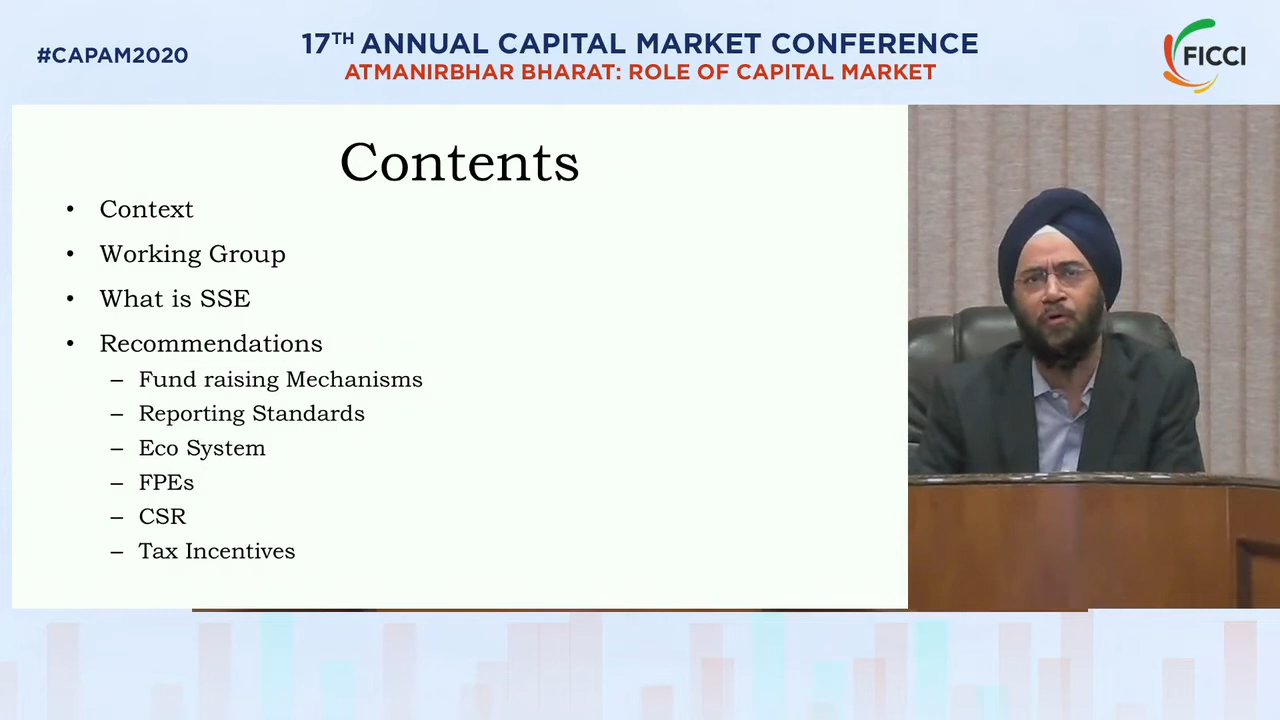 #CAPAM2020
17TH ANNUAL CAPITAL MARKET CONFERENCE
ATMANIRBHAR BHARAT: ROLE OF CAPITAL MARKET
FICCI
Contents
• Context
• Working Group
• What is SSE
• Recommendations
– Fund raising Mechanisms
– Reporting Standards
– Eco System
– FPEs
– CSR
– Tax Incentives